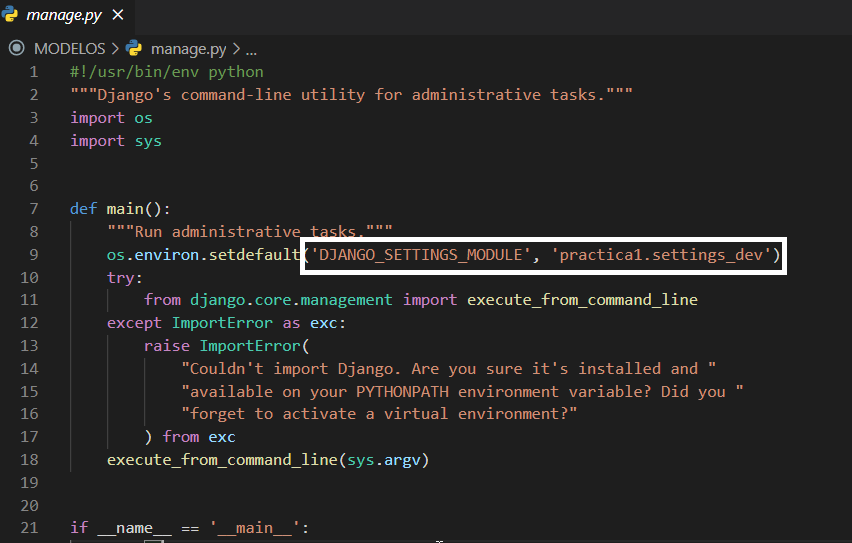 manage.py ×
MODELOS > manage.py > ...
1 #!/usr/bin/env python
2 """Django's command-line utility for administrative tasks."""
3 import os
4 import sys
5
6
7 def main():
8     """Run administrative tasks."""
9     os.environ.setdefault('DJANGO_SETTINGS_MODULE', 'practica1.settings_dev')
10     try:
11         from django.core.management import execute_from_command_line
12     except ImportError as exc:
13         raise ImportError(
14             "Couldn't import Django. Are you sure it's installed and "
15             "available on your PYTHONPATH environment variable? Did you "
16             "forget to activate a virtual environment?"
17         ) from exc
18     execute_from_command_line(sys.argv)
19
20
21 if __name__ == '__main__':